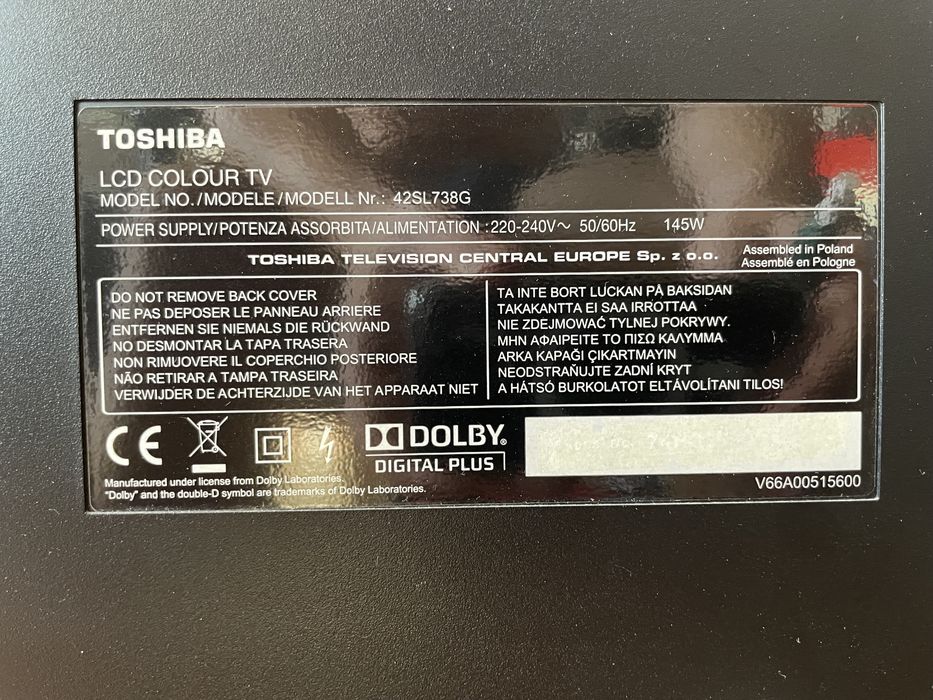 TOSHIBA
LCD COLOUR TV
MODEL NO./MODELE/MODELL Nr.: 42SL738G
POWER SUPPLY/POTENZA ASSORBITA/ALIMENTATION :220-240V~ 50/60Hz 145W
TOSHIBA TELEVISION CENTRAL EUROPE Sp. z o.o.
Assembled in Poland
Assemblé en Pologne
DO NOT REMOVE BACK COVER
NE PAS DEPOSER LE PANNEAU ARRIERE
ENTFERNEN SIE NIEMALS DIE RÜCKWAND
NO DESMONTAR LA TAPA TRASERA
NON RIMUOVERE IL COPERCHIO POSTERIORE
NÃO RETIRAR A TAMPA TRASEIRA
VERWIJDER DE ACHTERZIJDE VAN HET APPARAAT NIET
TA INTE BORT LUCKAN PÅ BAKSIDAN
TAKAKANTTA EI SAA IRROTTAA
NIE ZDEJMOWAĆ TYLNEJ POKRYWY.
ΜΗΝ ΑΦΑΙΡΕΙΤΕ ΤΟ ΠΙΣΩ ΚΑΛΥΜΜΑ
ARKA KAPAĞI ÇIKARTMAYIN
NEODSTRAŇUJTE ZADNÍ KRYT
A HÁTSÓ BURKOLATOT ELTÁVOLÍTANI TILOS!
CE
DOLBY®
DIGITAL PLUS
Manufactured under license from Dolby Laboratories.
"Dolby" and the double-D symbol are trademarks of Dolby Laboratories.
V66A00515600